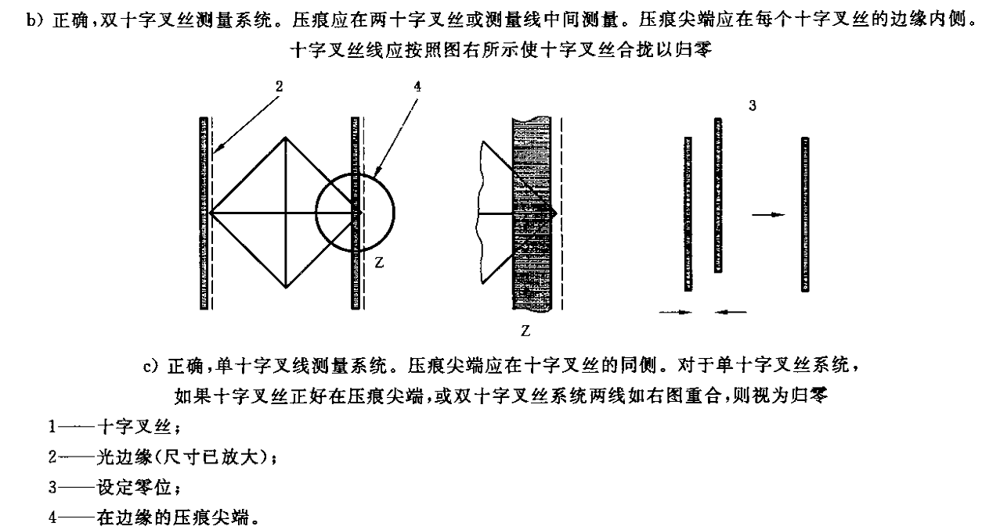 b) 正确,双十字叉丝测量系统。压痕应在两十字叉丝或测量线中间测量。压痕尖端应在每个十字叉丝的边缘内侧。
十字叉丝线应按照图右所示使十字叉丝合拢以归零
2
4
3
Z
Z
c) 正确,单十字叉线测量系统。压痕尖端应在十字叉丝的同侧。对于单十字叉丝系统,
如果十字叉丝正好在压痕尖端,或双十字叉丝系统两线如右图重合,则视为归零
1——十字叉丝;
2——光边缘(尺寸已放大);
3——设定零位;
4——在边缘的压痕尖端。